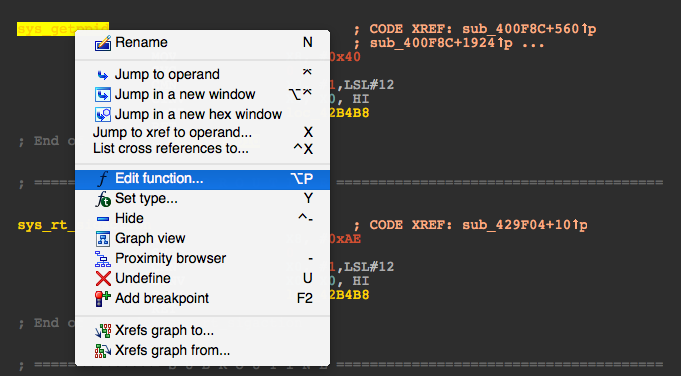 sys_getppid ; CODE XREF: sub_400F8C+560↑p
; sub_400F8C+1924↑p ...
Rename N
0x40
Jump to operand ⌤
,LSL#12
Jump in a new window ⌥⌤
0, HI
Jump in a new hex window
2B4B8
Jump to xref to operand... X
; End o
List cross references to... ^X
; ====
Edit function... ⌥P
Set type... Y
sys_rt_ ; CODE XREF: sub_429F04+10↑p
Hide ^-
0xAE
Graph view
Proximity browser -
,LSL#12
Undefine U
0, HI
Add breakpoint F2
2B4B8
; End o
Xrefs graph to...
Xrefs graph from...
; =============== S U B R O U T I N E =======================================